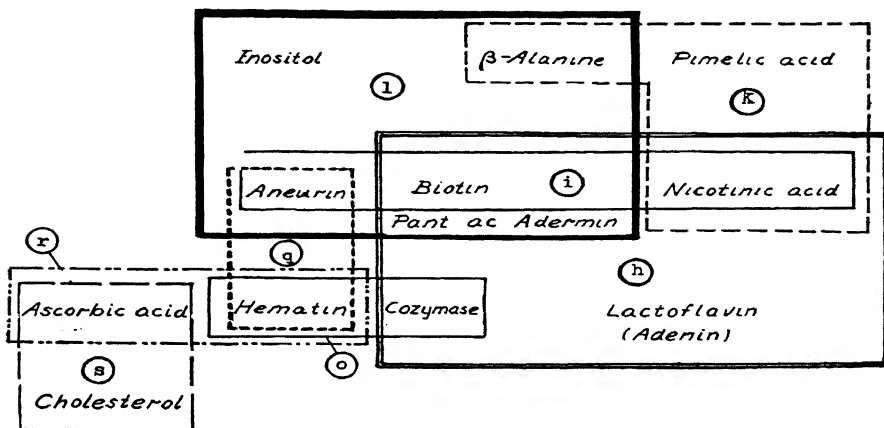 Inositol
β-Alanine
Pimelic acid
l
k
Aneurin
Biotin
i
Nicotinic acid
Pant ac Adermin
r
q
h
Ascorbic acid
Hematin
Cozymase
Lactoflavin
(Adenin)
s
o
Cholesterol